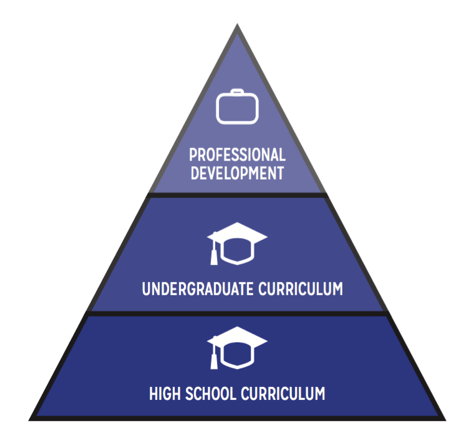 PROFESSIONAL
DEVELOPMENT
UNDERGRADUATE CURRICULUM
HIGH SCHOOL CURRICULUM